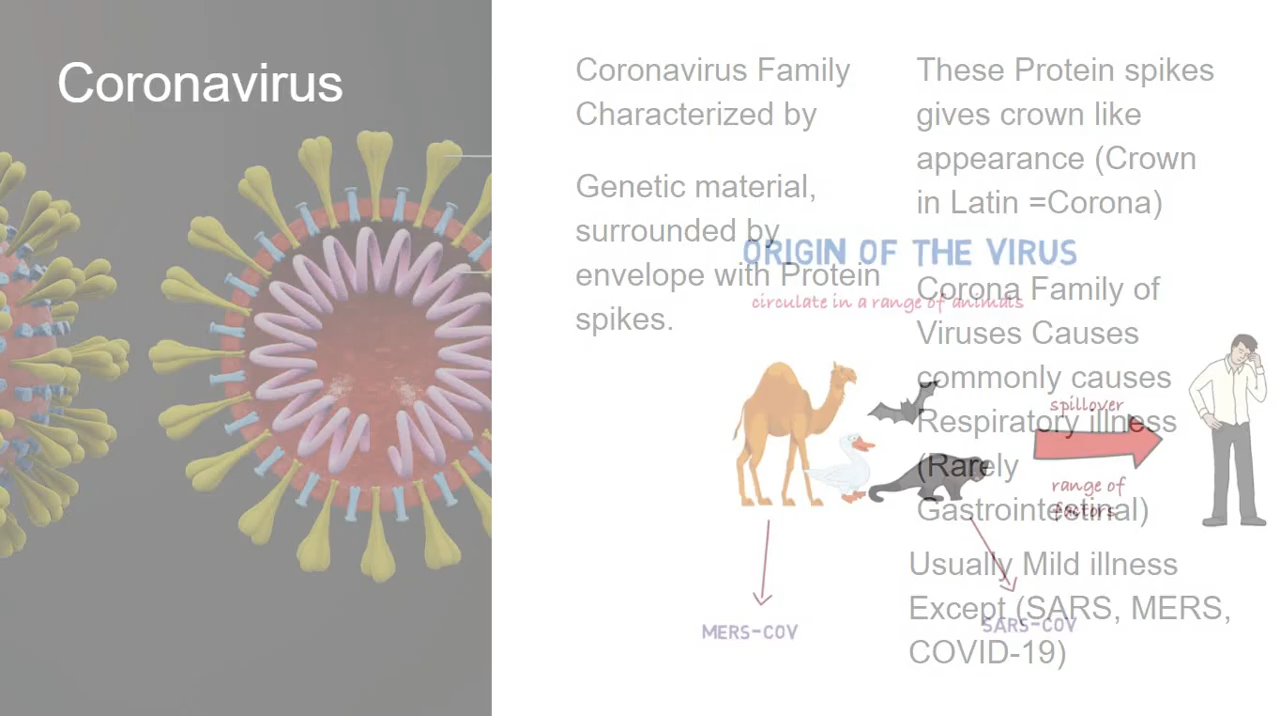 Coronavirus
Coronavirus Family
Characterized by
Genetic material,
surrounded by
envelope with Protein
spikes.
These Protein spikes
gives crown like
appearance (Crown
in Latin =Corona)
Corona Family of
Viruses Causes
commonly causes
Respiratory illness
(Rarely
Gastrointestinal)
Usually Mild illness
Except (SARS, MERS,
COVID-19)
ORIGIN OF THE VIRUS
circulate in a range of animals
spillover
range of
factors
MERS-COV
SARS-COV